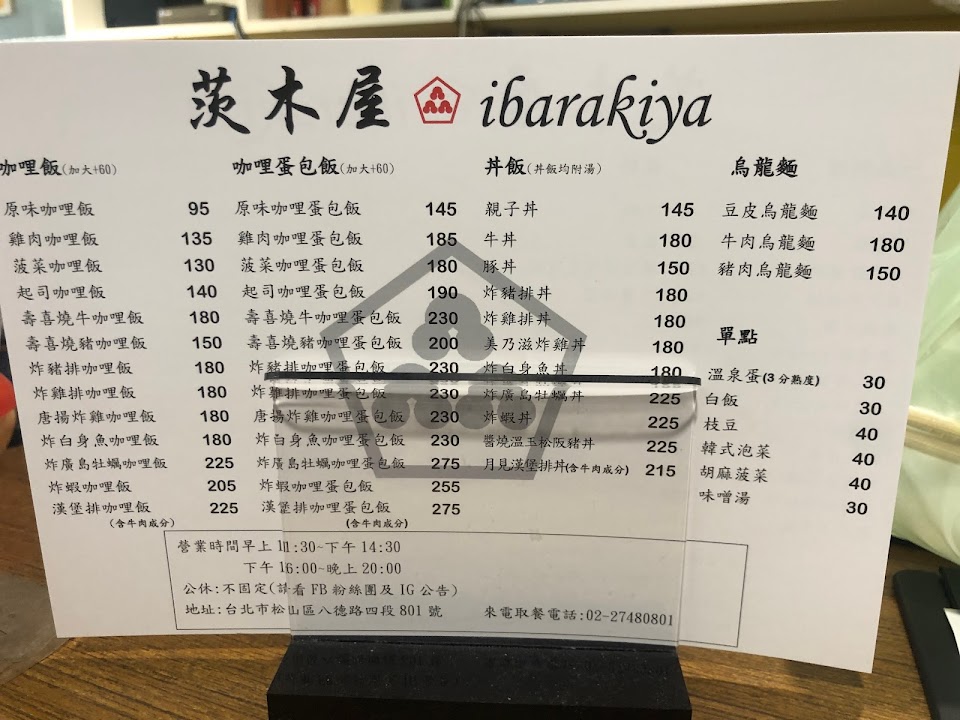 茨木屋 ibarakiya
咖哩飯(加大+60)
原味咖哩飯 95
雞肉咖哩飯 135
菠菜咖哩飯 130
起司咖哩飯 140
壽喜燒牛咖哩飯 180
壽喜燒豬咖哩飯 150
炸豬排咖哩飯 180
炸雞排咖哩飯 180
唐揚炸雞咖哩飯 180
炸白身魚咖哩飯 180
炸廣島牡蠣咖哩飯 225
炸蝦咖哩飯 205
漢堡排咖哩飯 225
(含牛肉成分)
咖哩蛋包飯(加大+60)
原味咖哩蛋包飯 145
雞肉咖哩蛋包飯 185
菠菜咖哩蛋包飯 180
起司咖哩蛋包飯 190
壽喜燒牛咖哩蛋包飯 230
壽喜燒豬咖哩蛋包飯 200
炸豬排咖哩蛋包飯 230
炸雞排咖哩蛋包飯 230
唐揚炸雞咖哩蛋包飯 230
炸白身魚咖哩蛋包飯 230
炸廣島牡蠣咖哩蛋包飯 275
炸蝦咖哩蛋包飯 255
漢堡排咖哩蛋包飯 275
(含牛肉成分)
丼飯(丼飯均附湯)
親子丼 145
牛丼 180
豚丼 150
炸豬排丼 180
炸雞排丼 180
美乃滋炸雞丼 180
炸白身魚丼 180
炸廣島牡蠣丼 225
炸蝦丼 225
醬燒溫玉松阪豬丼 225
月見漢堡排丼(含牛肉成分) 215
烏龍麵
豆皮烏龍麵 140
牛肉烏龍麵 180
豬肉烏龍麵 150
單點
溫泉蛋(3分熟度) 30
白飯 30
枝豆 40
韓式泡菜 40
胡麻菠菜 40
味噌湯 30
營業時間早上 11:30~下午 14:30
下午 16:00~晚上 20:00
公休:不固定(請看 FB 粉絲團及 IG 公告)
地址:台北市松山區八德路四段 801 號 來電取餐電話:02-27480801